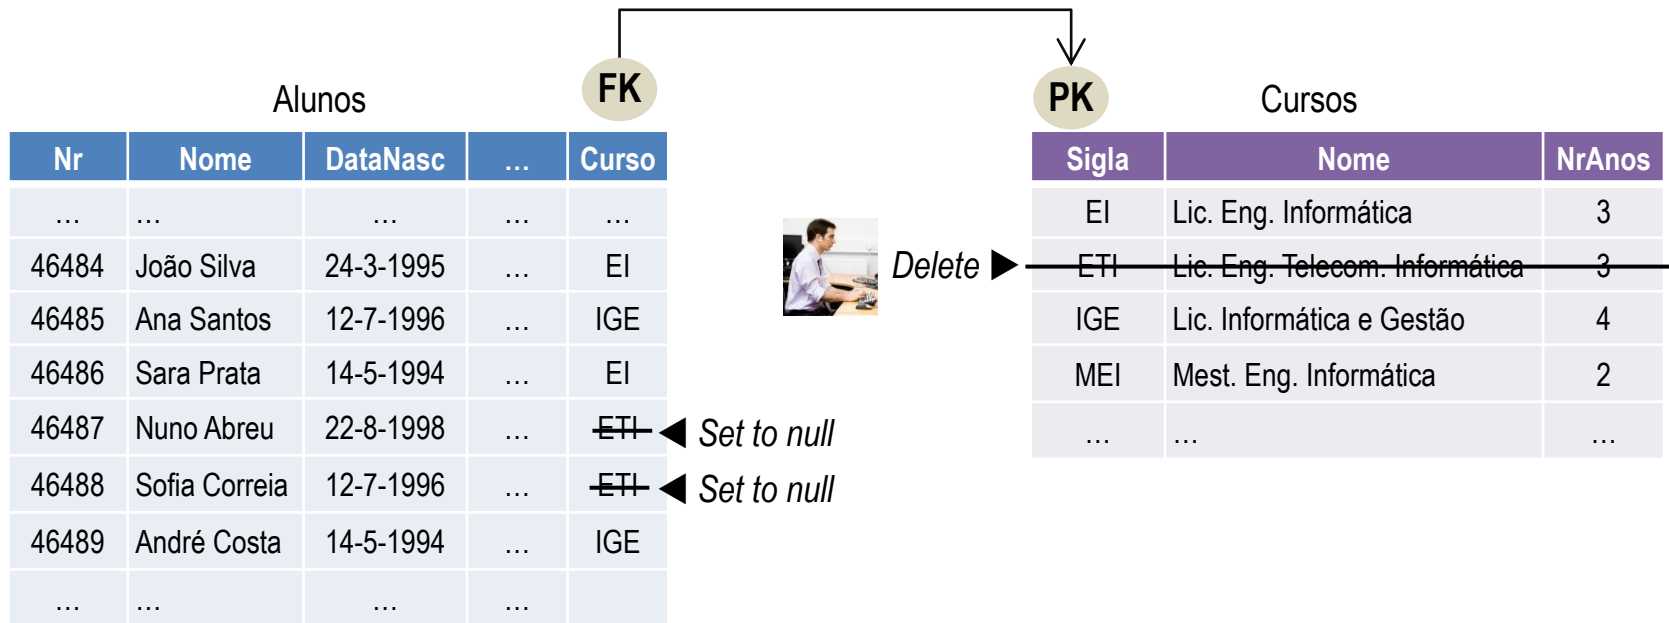 FK
PK
Alunos
Cursos
Nr Nome DataNasc … Curso
… … … … …
46484 João Silva 24-3-1995 … EI
46485 Ana Santos 12-7-1996 … IGE
46486 Sara Prata 14-5-1994 … EI
46487 Nuno Abreu 22-8-1998 … ETI Set to null
46488 Sofia Correia 12-7-1996 … ETI Set to null
46489 André Costa 14-5-1994 … IGE
… … … …
Delete
Sigla Nome NrAnos
EI Lic. Eng. Informática 3
ETI Lic. Eng. Telecom. Informática 3
IGE Lic. Informática e Gestão 4
MEI Mest. Eng. Informática 2
… … …